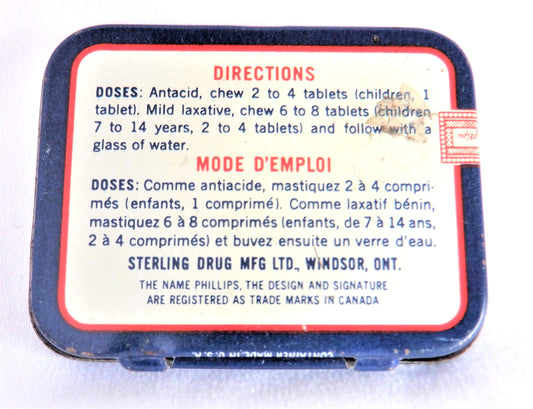 DIRECTIONS
DOSES: Antacid, chew 2 to 4 tablets (children, 1
tablet). Mild laxative, chew 6 to 8 tablets (children
7 to 14 years, 2 to 4 tablets) and follow with a
glass of water.
MODE D'EMPLOI
DOSES: Comme antiacide, mastiquez 2 à 4 compri-
més (enfants, 1 comprimé). Comme laxatif bénin,
mastiquez 6 à 8 comprimés (enfants, de 7 à 14 ans,
2 à 4 comprimés) et buvez ensuite un verre d'eau.
STERLING DRUG MFG LTD., WINDSOR, ONT.
THE NAME PHILLIPS, THE DESIGN AND SIGNATURE
ARE REGISTERED AS TRADE MARKS IN CANADA
CONTAINER MADE IN U.S.A.